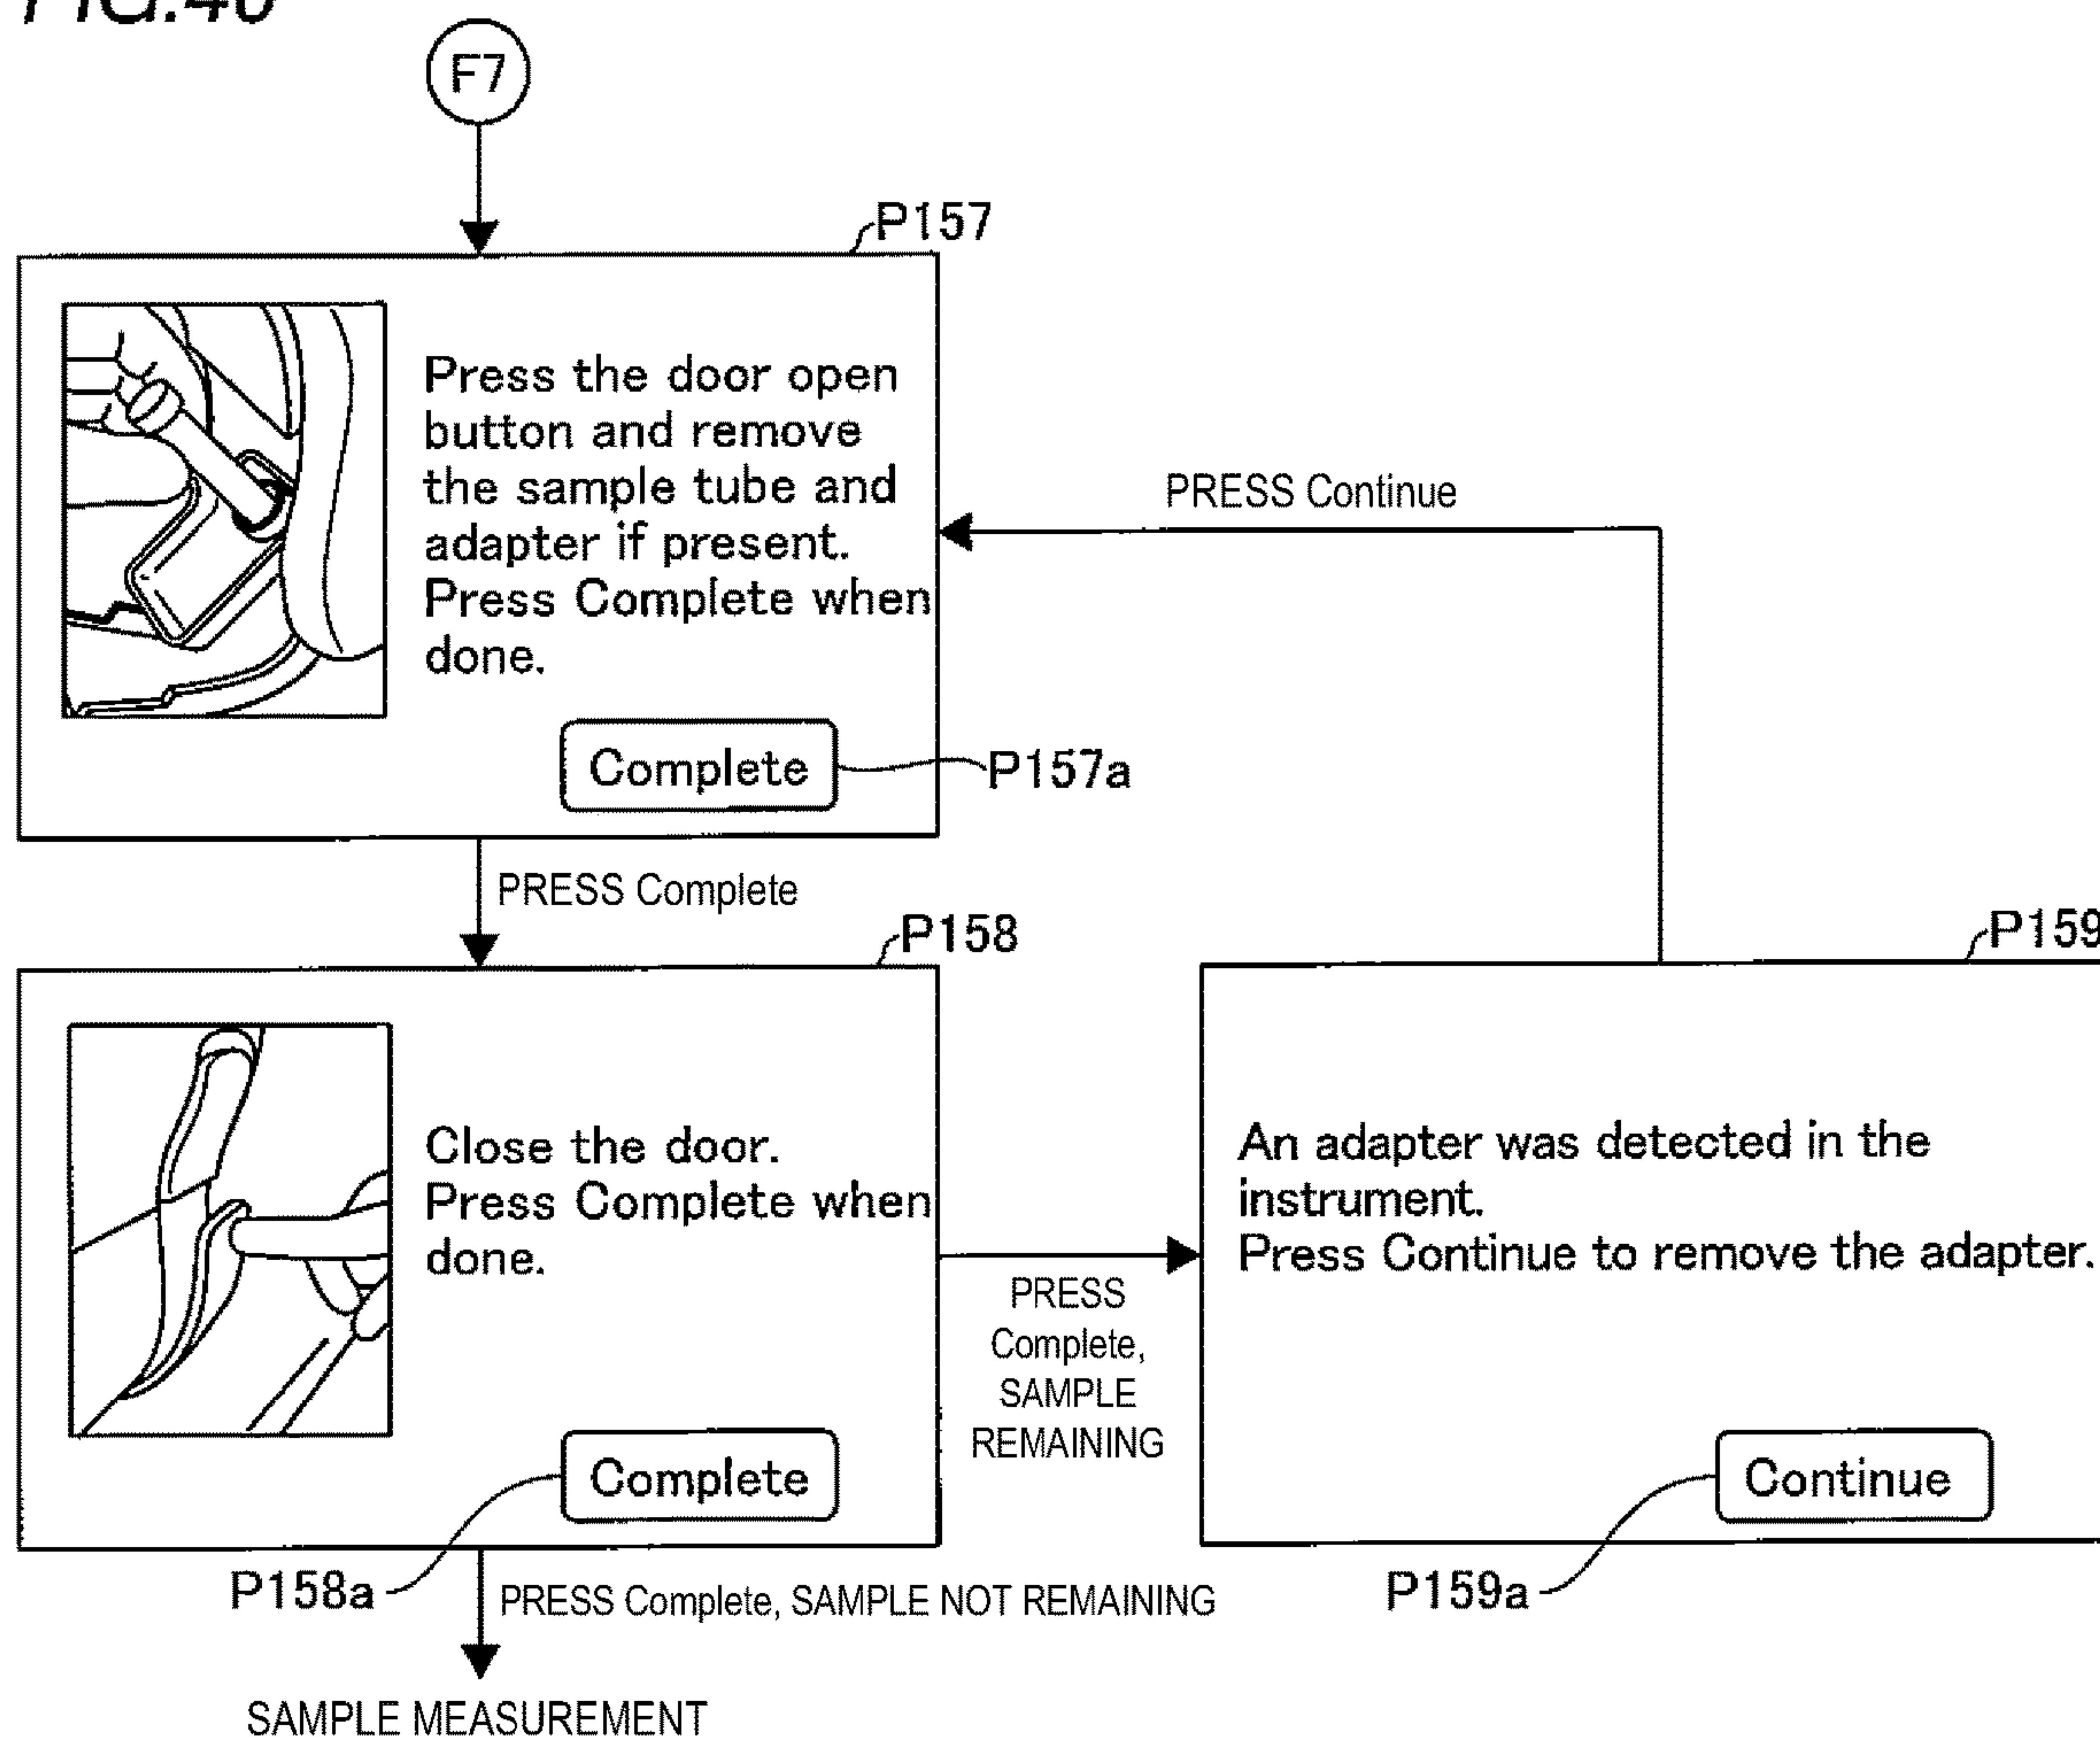 F7
P157
Press the door open
button and remove
the sample tube and
adapter if present.
Press Complete when
done.
Complete
P157a
PRESS Continue
PRESS Complete
P158
Close the door.
Press Complete when
done.
Complete
P158a
PRESS
Complete,
SAMPLE
REMAINING
P159
An adapter was detected in the
instrument.
Press Continue to remove the adapter.
Continue
P159a
PRESS Complete, SAMPLE NOT REMAINING
SAMPLE MEASUREMENT